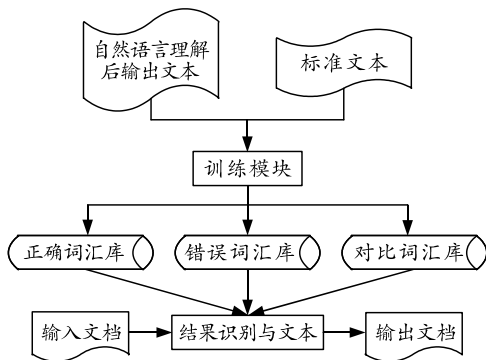 自然语言理解
后输出文本
标准文本
训练模块
正确词汇库
错误词汇库
对比词汇库
输入文档
结果识别与文本
输出文档